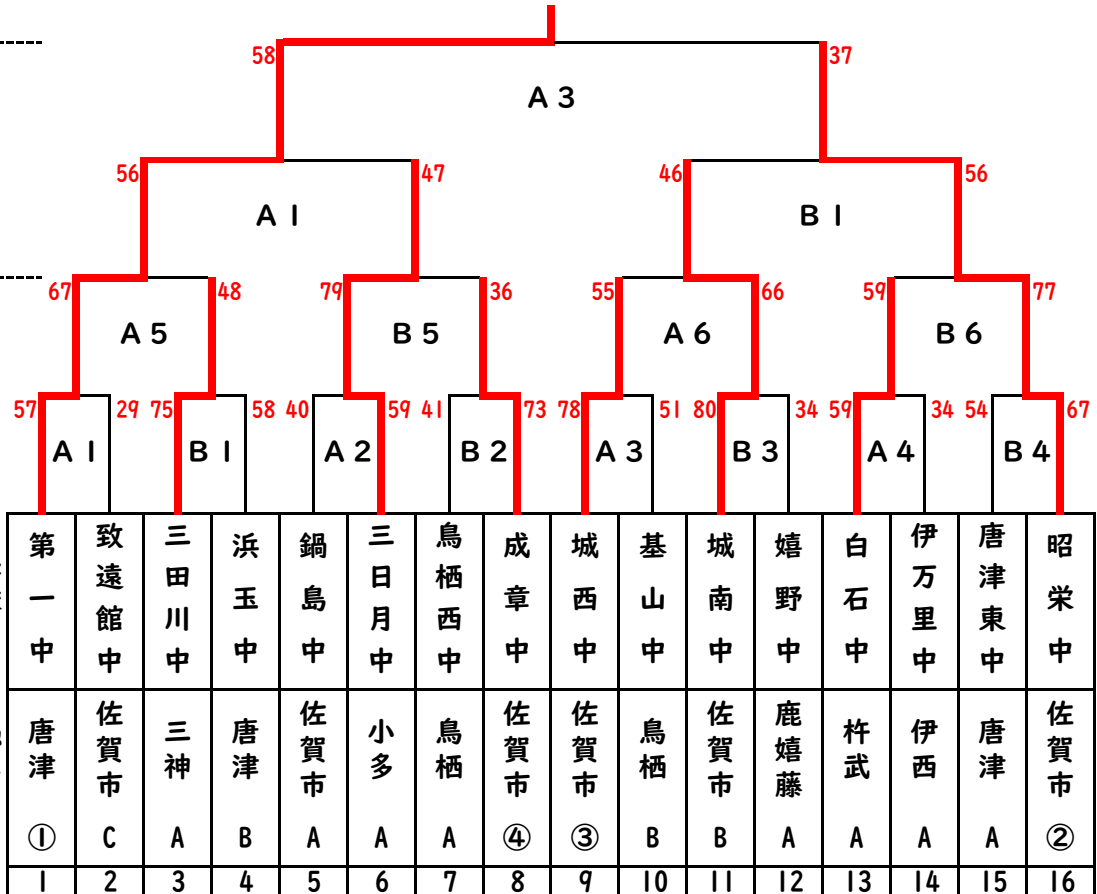 58 37
A 3
56 47 46 56
A 1 B 1
67 48 79 36 55 66 59 77
A 5 B 5 A 6 B 6
57 29 75 58 40 59 41 73 78 51 80 34 59 34 54 67
A 1 B 1 A 2 B 2 A 3 B 3 A 4 B 4
第一中 致遠館中 三田川中 浜玉中 鍋島中 三日月中 鳥栖西中 成章中 城西中 基山中 城南中 嬉野中 白石中 伊万里中 唐津東中 昭栄中
唐津 佐賀市 三神 唐津 佐賀市 小多 鳥栖 佐賀市 佐賀市 鳥栖 佐賀市 鹿嬉藤 杵武 伊西 唐津 佐賀市
① C A B A A A ④ ③ B B A A A A ②
1 2 3 4 5 6 7 8 9 10 11 12 13 14 15 16